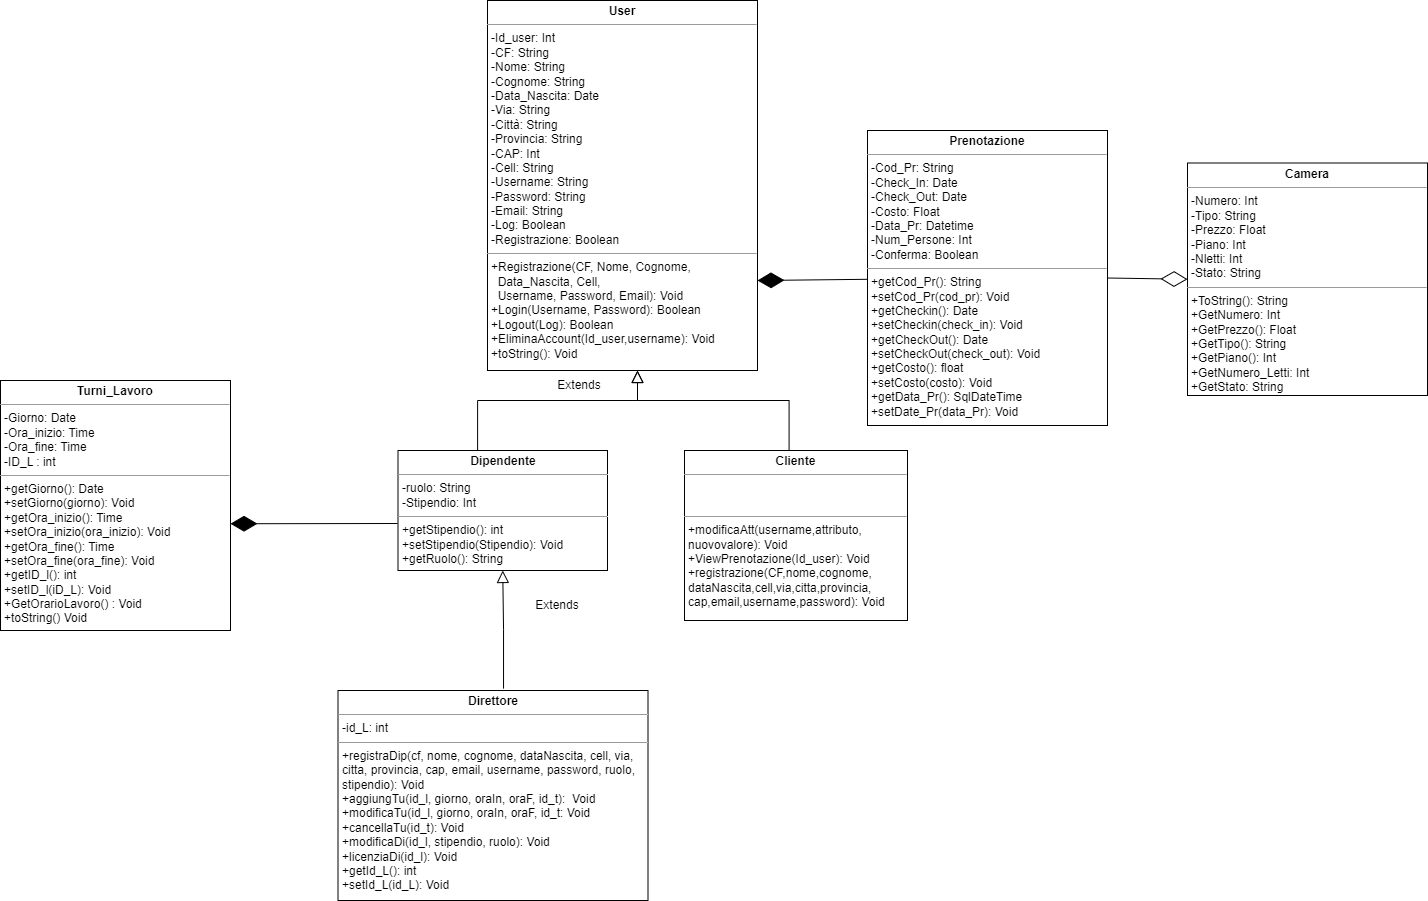 User
-Id_user: Int
-CF: String
-Nome: String
-Cognome: String
-Data_Nascita: Date
-Via: String
-Città: String
-Provincia: String
-CAP: Int
-Cell: String
-Username: String
-Password: String
-Email: String
-Log: Boolean
-Registrazione: Boolean
+Registrazione(CF, Nome, Cognome,
Data_Nascita, Cell,
Username, Password, Email): Void
+Login(Username, Password): Boolean
+Logout(Log): Boolean
+EliminaAccount(Id_user,username): Void
+toString(): Void
Prenotazione
-Cod_Pr: String
-Check_In: Date
-Check_Out: Date
-Costo: Float
-Data_Pr: Datetime
-Num_Persone: Int
-Conferma: Boolean
+getCod_Pr(): String
+setCod_Pr(cod_pr): Void
+getCheckin(): Date
+setCheckin(check_in): Void
+getCheckOut(): Date
+setCheckOut(check_out): Void
+getCosto(): float
+setCosto(costo): Void
+getData_Pr(): SqlDateTime
+setDate_Pr(data_Pr): Void
Camera
-Numero: Int
-Tipo: String
-Prezzo: Float
-Piano: Int
-Nletti: Int
-Stato: String
+ToString(): String
+GetNumero: Int
+GetPrezzo(): Float
+GetTipo(): String
+GetPiano(): Int
+GetNumero_Letti: Int
+GetStato: String
Extends
Turni_Lavoro
-Giorno: Date
-Ora_inizio: Time
-Ora_fine: Time
-ID_L : int
+getGiorno(): Date
+setGiorno(giorno): Void
+getOra_inizio(): Time
+setOra_inizio(ora_inizio): Void
+getOra_fine(): Time
+setOra_fine(ora_fine): Void
+getID_l(): int
+setID_l(iD_L): Void
+GetOrarioLavoro() : Void
+toString() Void
Dipendente
-ruolo: String
-Stipendio: Int
+getStipendio(): int
+setStipendio(Stipendio): Void
+getRuolo(): String
Cliente
+modificaAtt(username,attributo,
nuovovalore): Void
+ViewPrenotazione(Id_user): Void
+registrazione(CF,nome,cognome,
dataNascita,cell,via,citta,provincia,
cap,email,username,password): Void
Extends
Direttore
-id_L: int
+registraDip(cf, nome, cognome, dataNascita, cell, via,
citta, provincia, cap, email, username, password, ruolo,
stipendio): Void
+aggiungTu(id_l, giorno, oraIn, oraF, id_t):  Void
+modificaTu(id_l, giorno, oraIn, oraF, id_t: Void
+cancellaTu(id_t): Void
+modificaDi(id_l, stipendio, ruolo): Void
+licenziaDi(id_l): Void
+getId_L(): int
+setId_L(id_L): Void